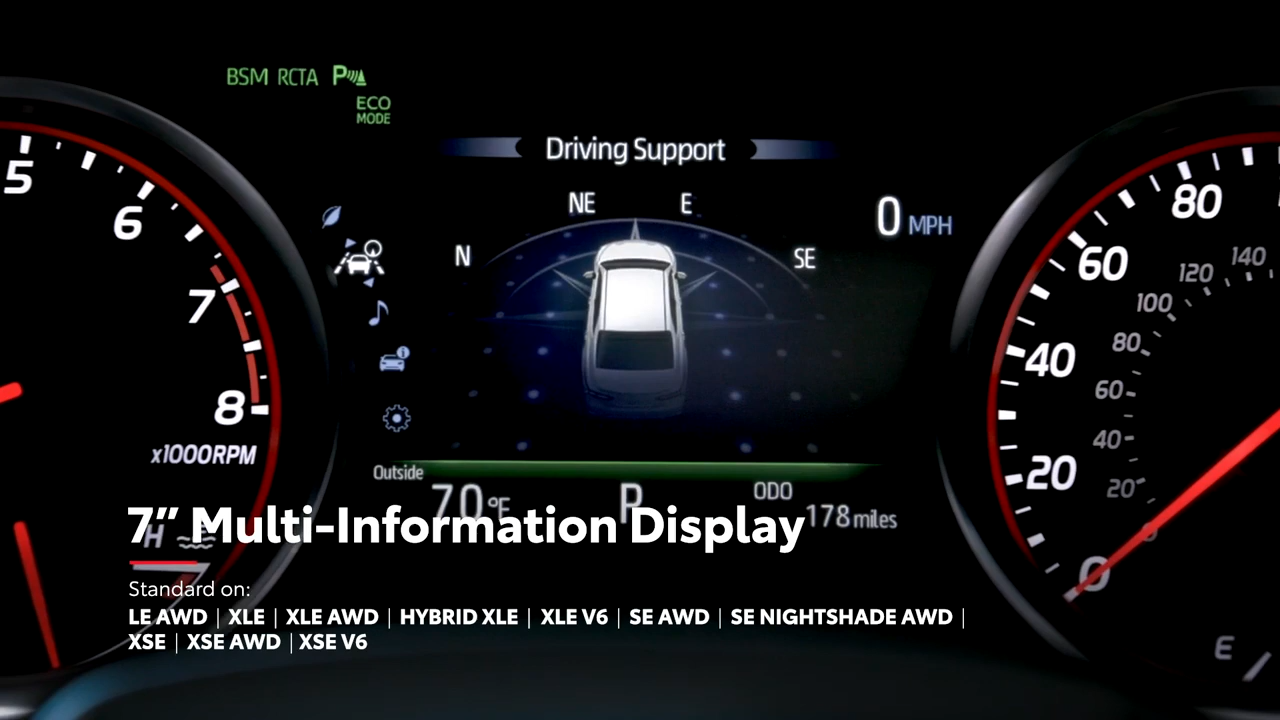 BSM RCTA P
ECO
MODE
Driving Support
NE E
N SE
0 MPH
5
6
7
8
x1000RPM
H
80
60
40
20
0
140
120
100
80
60
40
20
0
E
Outside
70°F
P
ODO
178 miles
7” Multi-Information Display
Standard on:
LE AWD | XLE | XLE AWD | HYBRID XLE | XLE V6 | SE AWD | SE NIGHTSHADE AWD |
XSE | XSE AWD | XSE V6